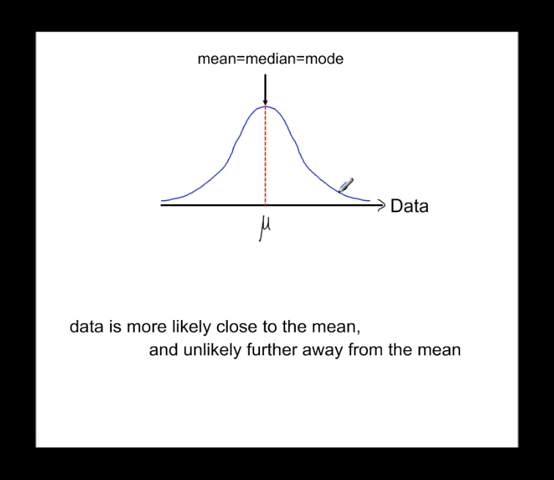 mean=median=mode
Data
μ
data is more likely close to the mean,
and unlikely further away from the mean